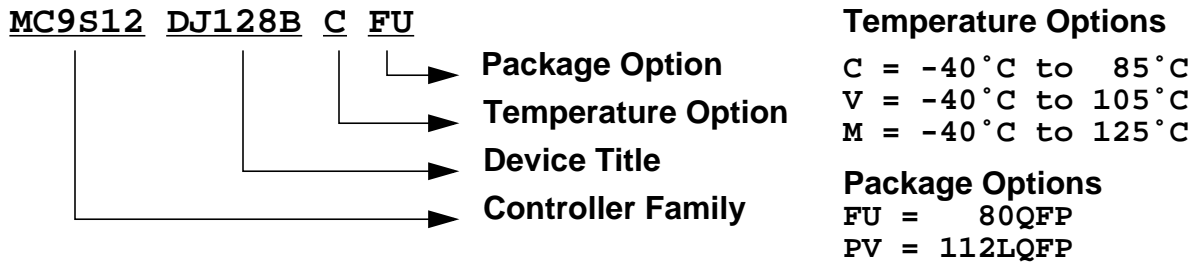 MC9S12 DJ128B C FU
Package Option
Temperature Option
Device Title
Controller Family
Temperature Options
C = -40˚C to 85˚C
V = -40˚C to 105˚C
M = -40˚C to 125˚C
Package Options
FU = 80QFP
PV = 112LQFP